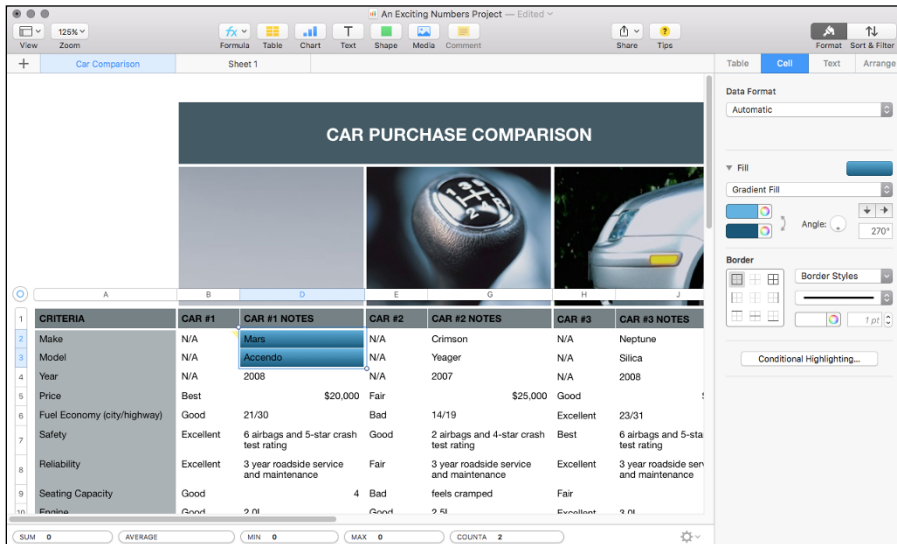 An Exciting Numbers Project — Edited
125%
View Zoom Formula Table Chart Text Shape Media Comment Share Tips Format Sort & Filter
+ Car Comparison Sheet 1
Table Cell Text Arrange
Data Format
Automatic
CAR PURCHASE COMPARISON
Fill
Gradient Fill
Angle: 270°
Border
Border Styles
1 pt
Conditional Highlighting...
1 3 5 2 4 R
A B D E G H J
1 CRITERIA CAR #1 CAR #1 NOTES CAR #2 CAR #2 NOTES CAR #3 CAR #3 NOTES
2 Make N/A Mars N/A Crimson N/A Neptune
3 Model N/A Accendo N/A Yeager N/A Silica
4 Year N/A 2008 N/A 2007 N/A 2008
5 Price Best $20,000 Fair $25,000 Good
6 Fuel Economy (city/highway) Good 21/30 Bad 14/19 Excellent 23/31
7 Safety Excellent 6 airbags and 5-star crash Good 2 airbags and 4-star crash Best 6 airbags and 5-sta
test rating test rating test rating
8 Reliability Excellent 3 year roadside service Fair 3 year roadside service Excellent 3 year roadside serv
and maintenance and maintenance and maintenance
9 Seating Capacity Good 4 Bad feels cramped Fair
10 Engine Good 2.0L Good 2.5L Excellent 3.0L
SUM 0 AVERAGE MIN 0 MAX 0 COUNTA 2